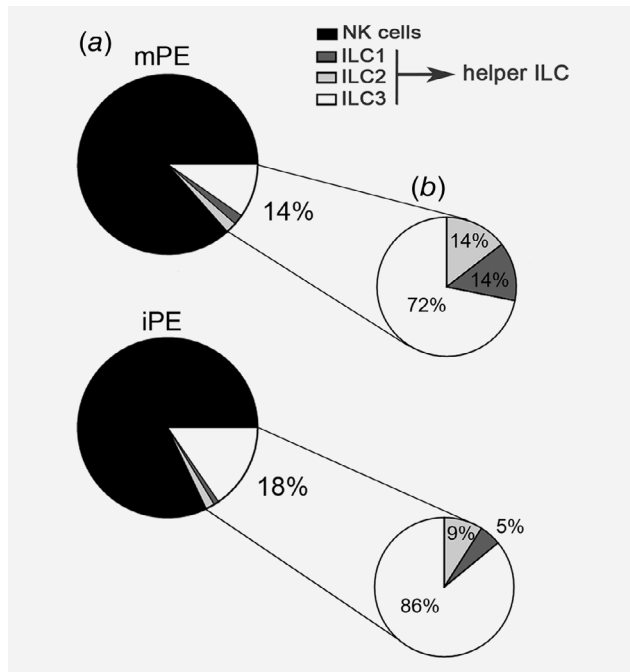 (a)
mPE
NK cells
ILC1
ILC2
ILC3
helper ILC
14%
(b)
14%
14%
72%
iPE
18%
9%
5%
86%